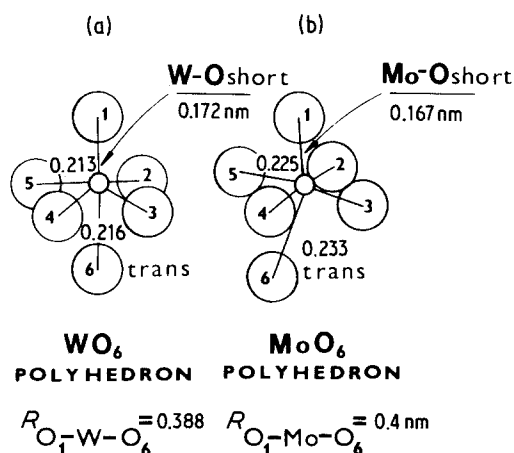 (a) (b)
W-Oshort
0.172 nm
Mo-Oshort
0.167 nm
1
0.213
5
2
4
3
0.216
6
trans
1
0.225
5
2
4
3
0.233
trans
6
WO6
POLYHEDRON
MoO6
POLYHEDRON
R O1-W-O6 = 0.388
R O1-Mo-O6 = 0.4 nm